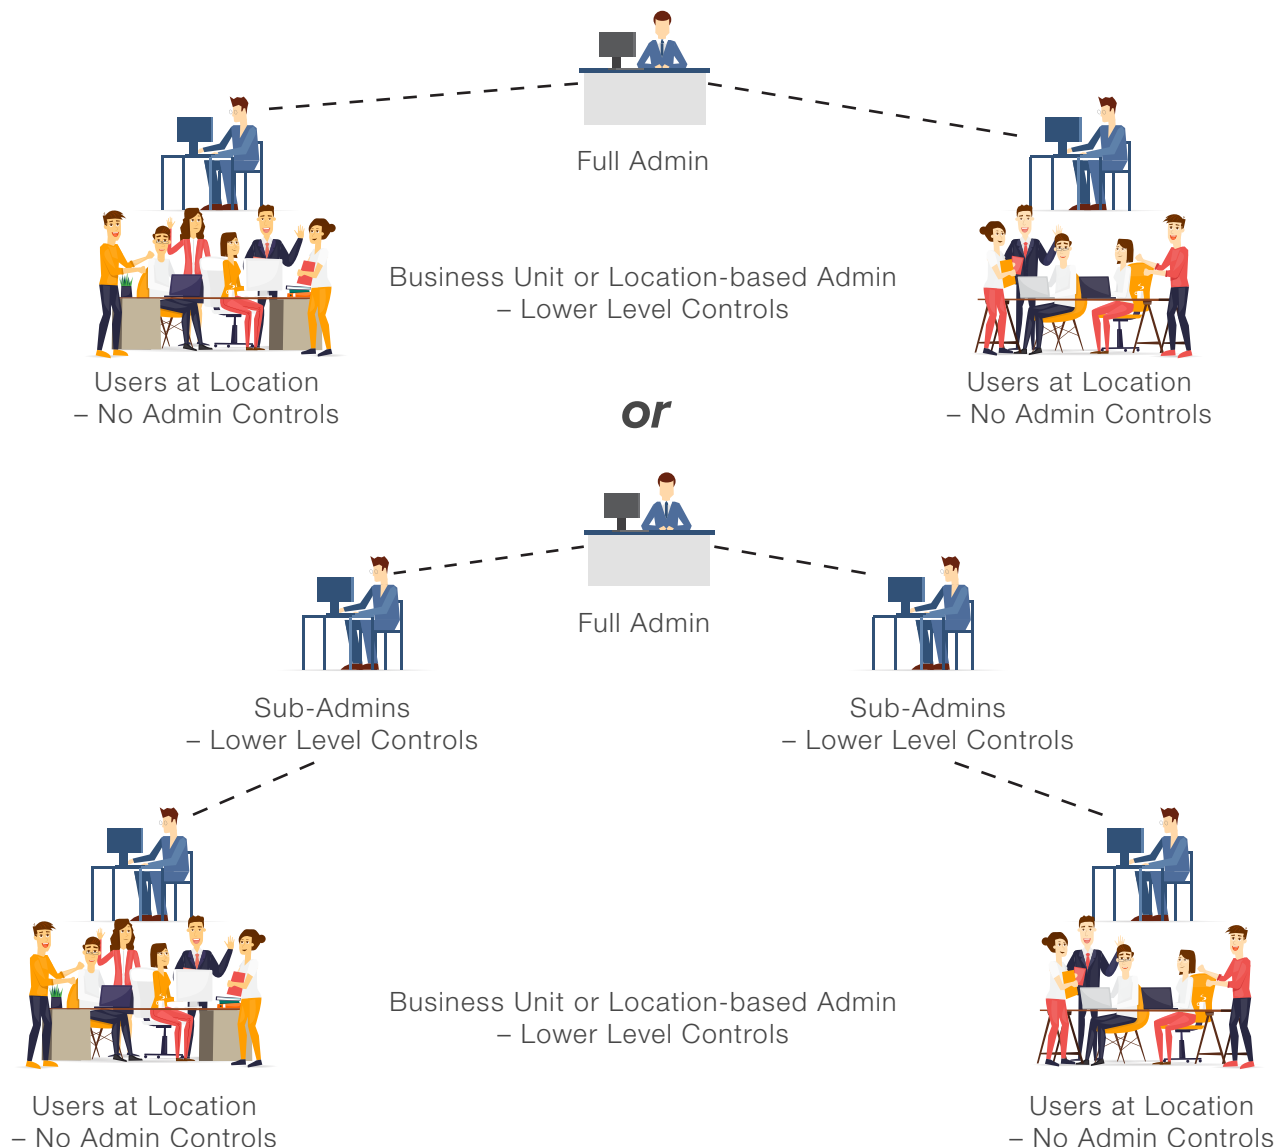 Full Admin
Business Unit or Location-based Admin
– Lower Level Controls
Users at Location
– No Admin Controls
Users at Location
– No Admin Controls
or
Full Admin
Sub-Admins
– Lower Level Controls
Sub-Admins
– Lower Level Controls
Business Unit or Location-based Admin
– Lower Level Controls
Users at Location
– No Admin Controls
Users at Location
– No Admin Controls